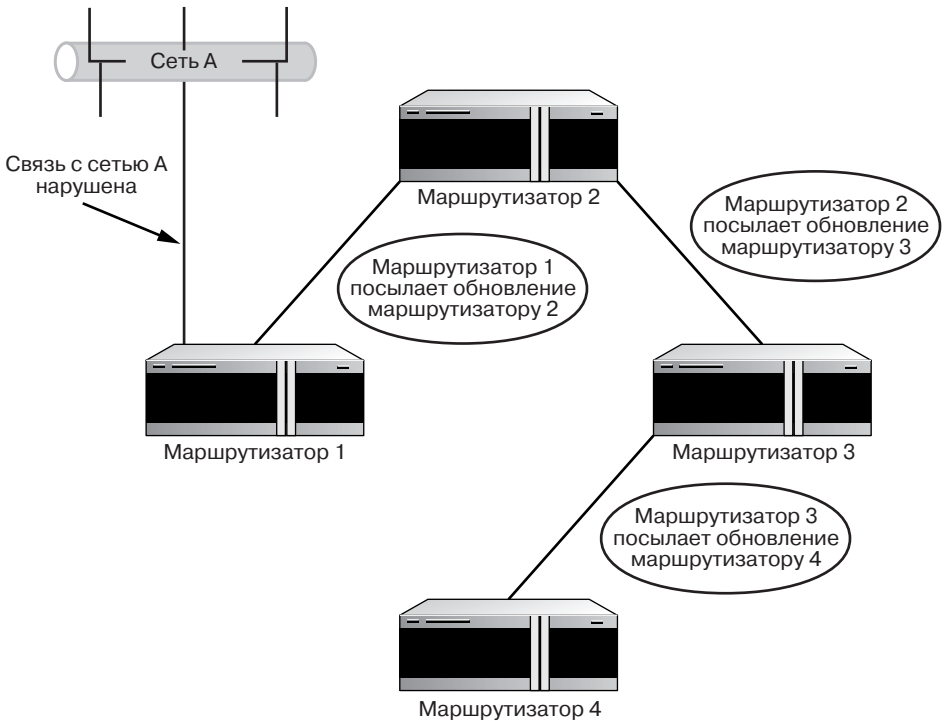 Сеть А
Связь с сетью А
нарушена
Маршрутизатор 2
Маршрутизатор 2
посылает обновление
маршрутизатору 3
Маршрутизатор 1
посылает обновление
маршрутизатору 2
Маршрутизатор 1
Маршрутизатор 3
Маршрутизатор 3
посылает обновление
маршрутизатору 4
Маршрутизатор 4